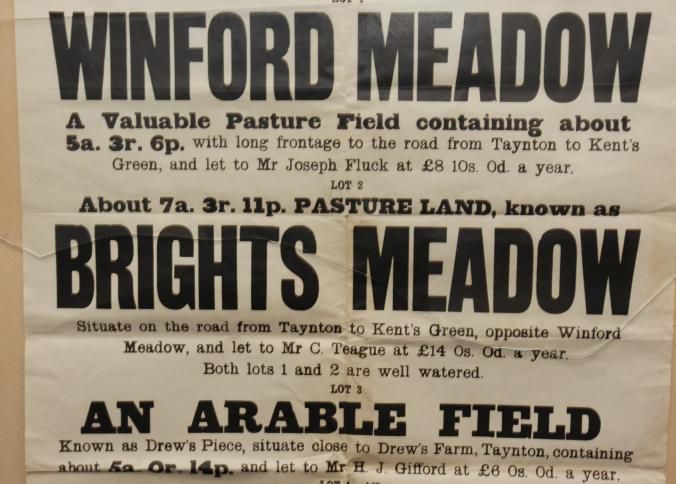 LOT 1
WINFORD MEADOW
A Valuable Pasture Field containing about
5a. 3r. 6p. with long frontage to the road from Taynton to Kent's
Green, and let to Mr Joseph Fluck at £8 10s. 0d. a year.
LOT 2
About 7a. 3r. 11p. PASTURE LAND, known as
BRIGHTS MEADOW
Situate on the road from Taynton to Kent's Green, opposite Winford
Meadow, and let to Mr C. Teague at £14 0s. 0d. a year.
Both lots 1 and 2 are well watered.
LOT 3
AN ARABLE FIELD
Known as Drew's Piece, situate close to Drew's Farm, Taynton, containing
about 5a. 0r. 14p. and let to Mr H. J. Gifford at £6 0s. 0d. a year.